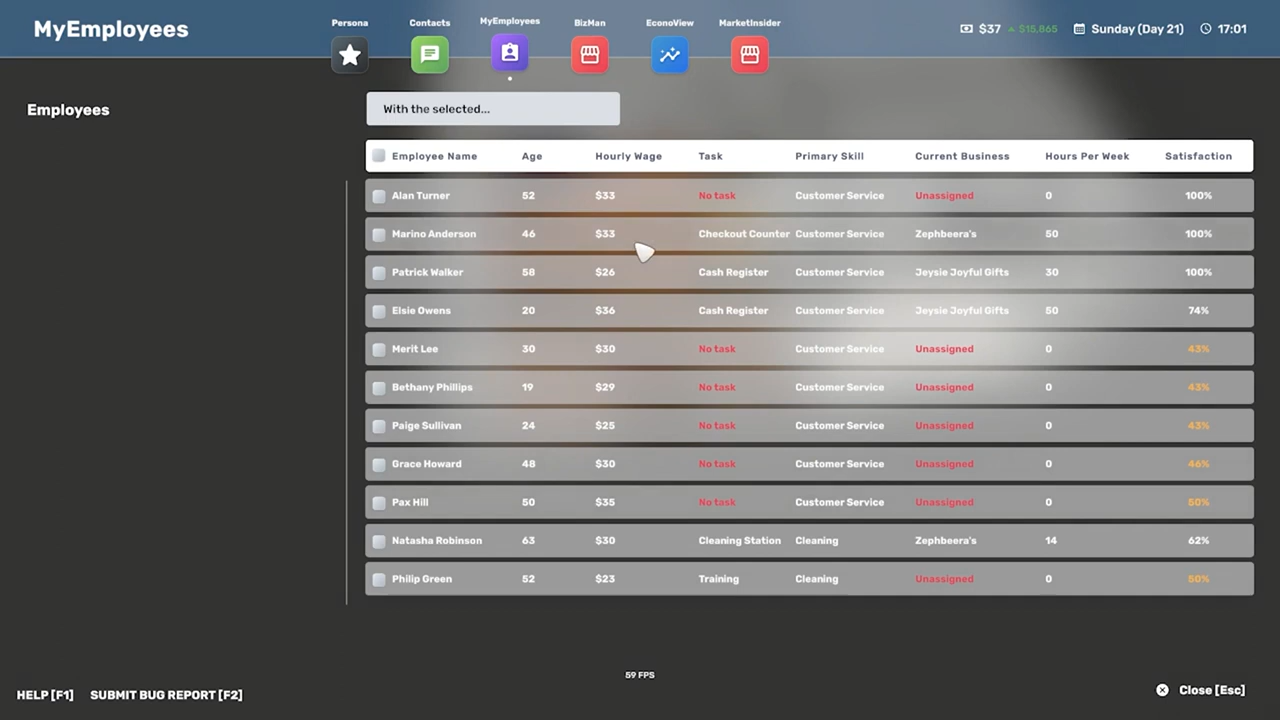 MyEmployees
Persona
Contacts
MyEmployees
BizMan
EconoView
MarketInsider
$37 $15,865 Sunday (Day 21) 17:01
Employees
With the selected...
Employee Name Age Hourly Wage Task Primary Skill Current Business Hours Per Week Satisfaction
Alan Turner 52 $33 No task Customer Service Unassigned 0 100%
Marino Anderson 46 $33 Checkout Counter Customer Service Zephbeera's 50 100%
Patrick Walker 58 $26 Cash Register Customer Service Jeysie Joyful Gifts 30 100%
Elsie Owens 20 $36 Cash Register Customer Service Jeysie Joyful Gifts 50 74%
Merit Lee 30 $30 No task Customer Service Unassigned 0 43%
Bethany Phillips 19 $29 No task Customer Service Unassigned 0 43%
Paige Sullivan 24 $25 No task Customer Service Unassigned 0 43%
Grace Howard 48 $30 No task Customer Service Unassigned 0 46%
Pax Hill 50 $35 No task Customer Service Unassigned 0 50%
Natasha Robinson 63 $30 Cleaning Station Cleaning Zephbeera's 14 62%
Philip Green 52 $23 Training Cleaning Unassigned 0 50%
59 FPS
HELP [F1] SUBMIT BUG REPORT [F2]
Close [Esc]